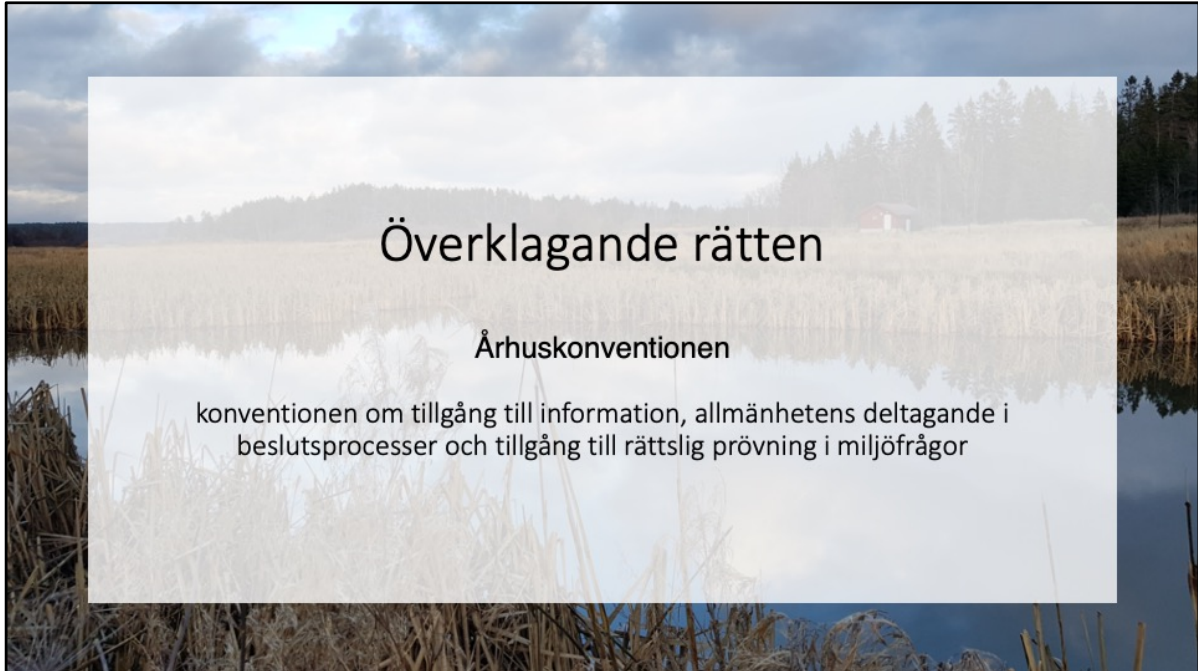 Överklagande rätten
Århuskonventionen
konventionen om tillgång till information, allmänhetens deltagande i
beslutsprocesser och tillgång till rättslig prövning i miljöfrågor